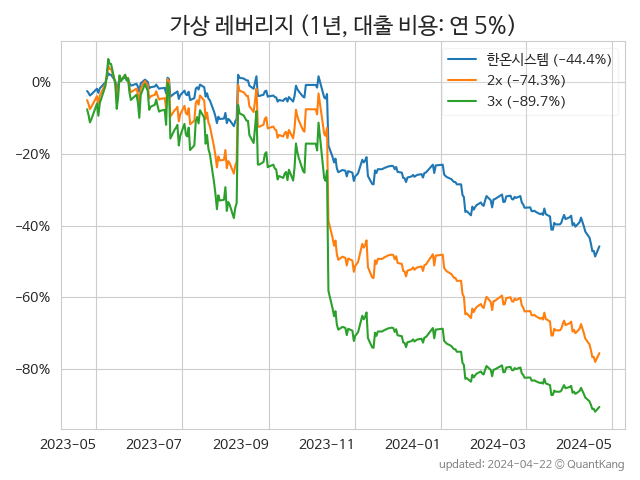 가상 레버리지 (1년, 대출 비용: 연 5%)
한온시스템 (−44.4%)
2x (−74.3%)
3x (−89.7%)
0%
−20%
−40%
−60%
−80%
2023−05 2023−07 2023−09 2023−11 2024−01 2024−03 2024−05
updated: 2024−04−22 © QuantKang